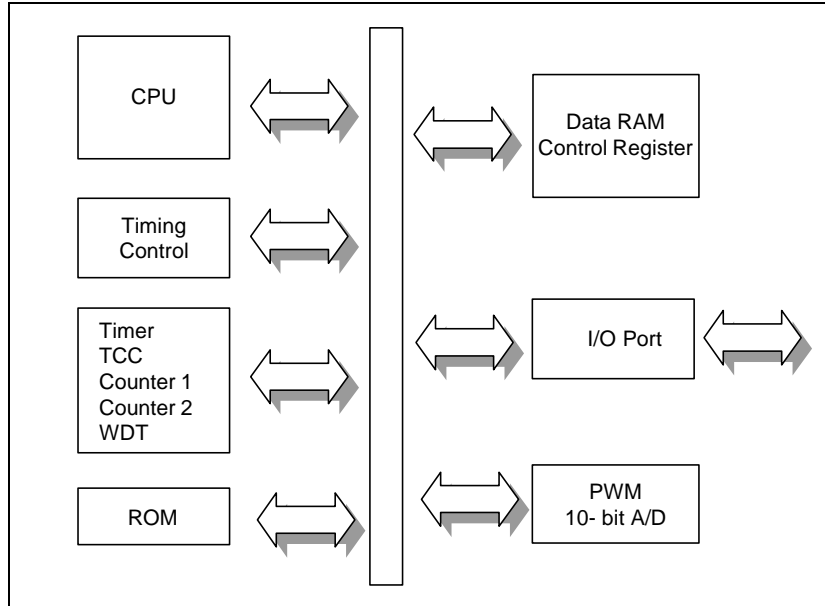 CPU
Timing
Control
Timer
TCC
Counter 1
Counter 2
WDT
ROM
Data RAM
Control Register
I/O Port
PWM
10- bit A/D